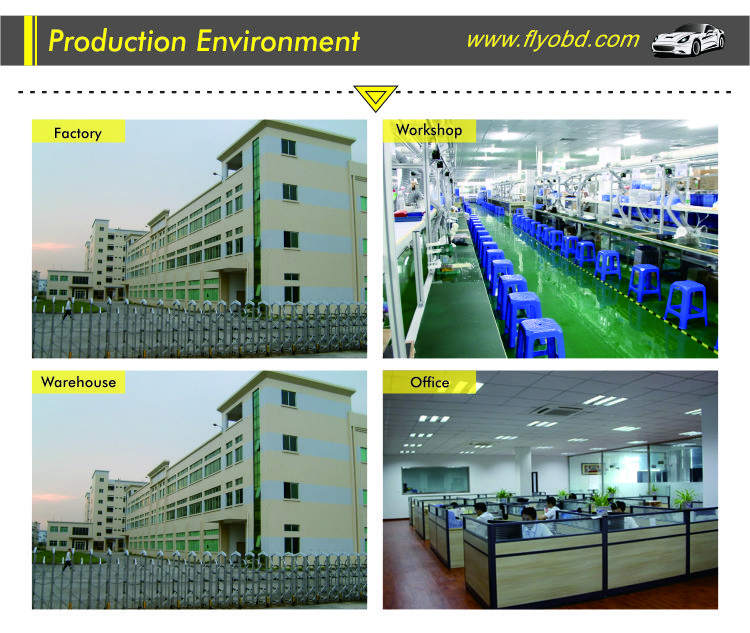 Production Environment
www.flyobd.com
Factory
Workshop
Warehouse
Office